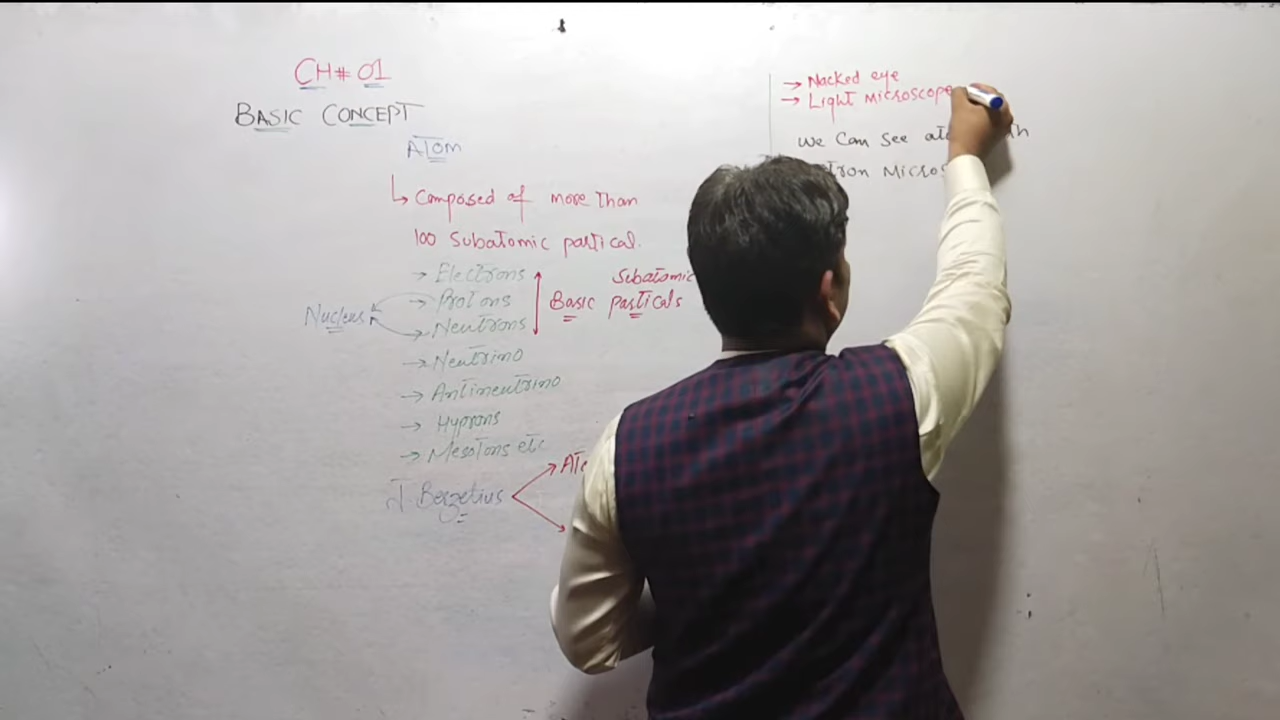 CH# 01
BASIC CONCEPT
ATOM
Composed of more Than
100 Subatomic partical.
→ Electrons
→ Protons
→ Neutrons
Nucleus
Subatomic
Basic particals
→ Neutrino
→ Antineutrino
→ Hyprons
→ Mesotons etc
J. Berzelius
→ Nacked eye
→ Light microscope
we Can See